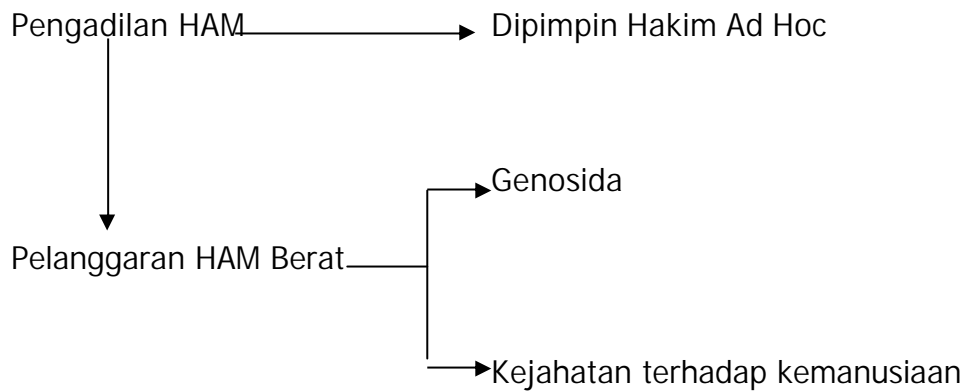 Pengadilan HAM
Dipimpin Hakim Ad Hoc
Genosida
Pelanggaran HAM Berat
Kejahatan terhadap kemanusiaan